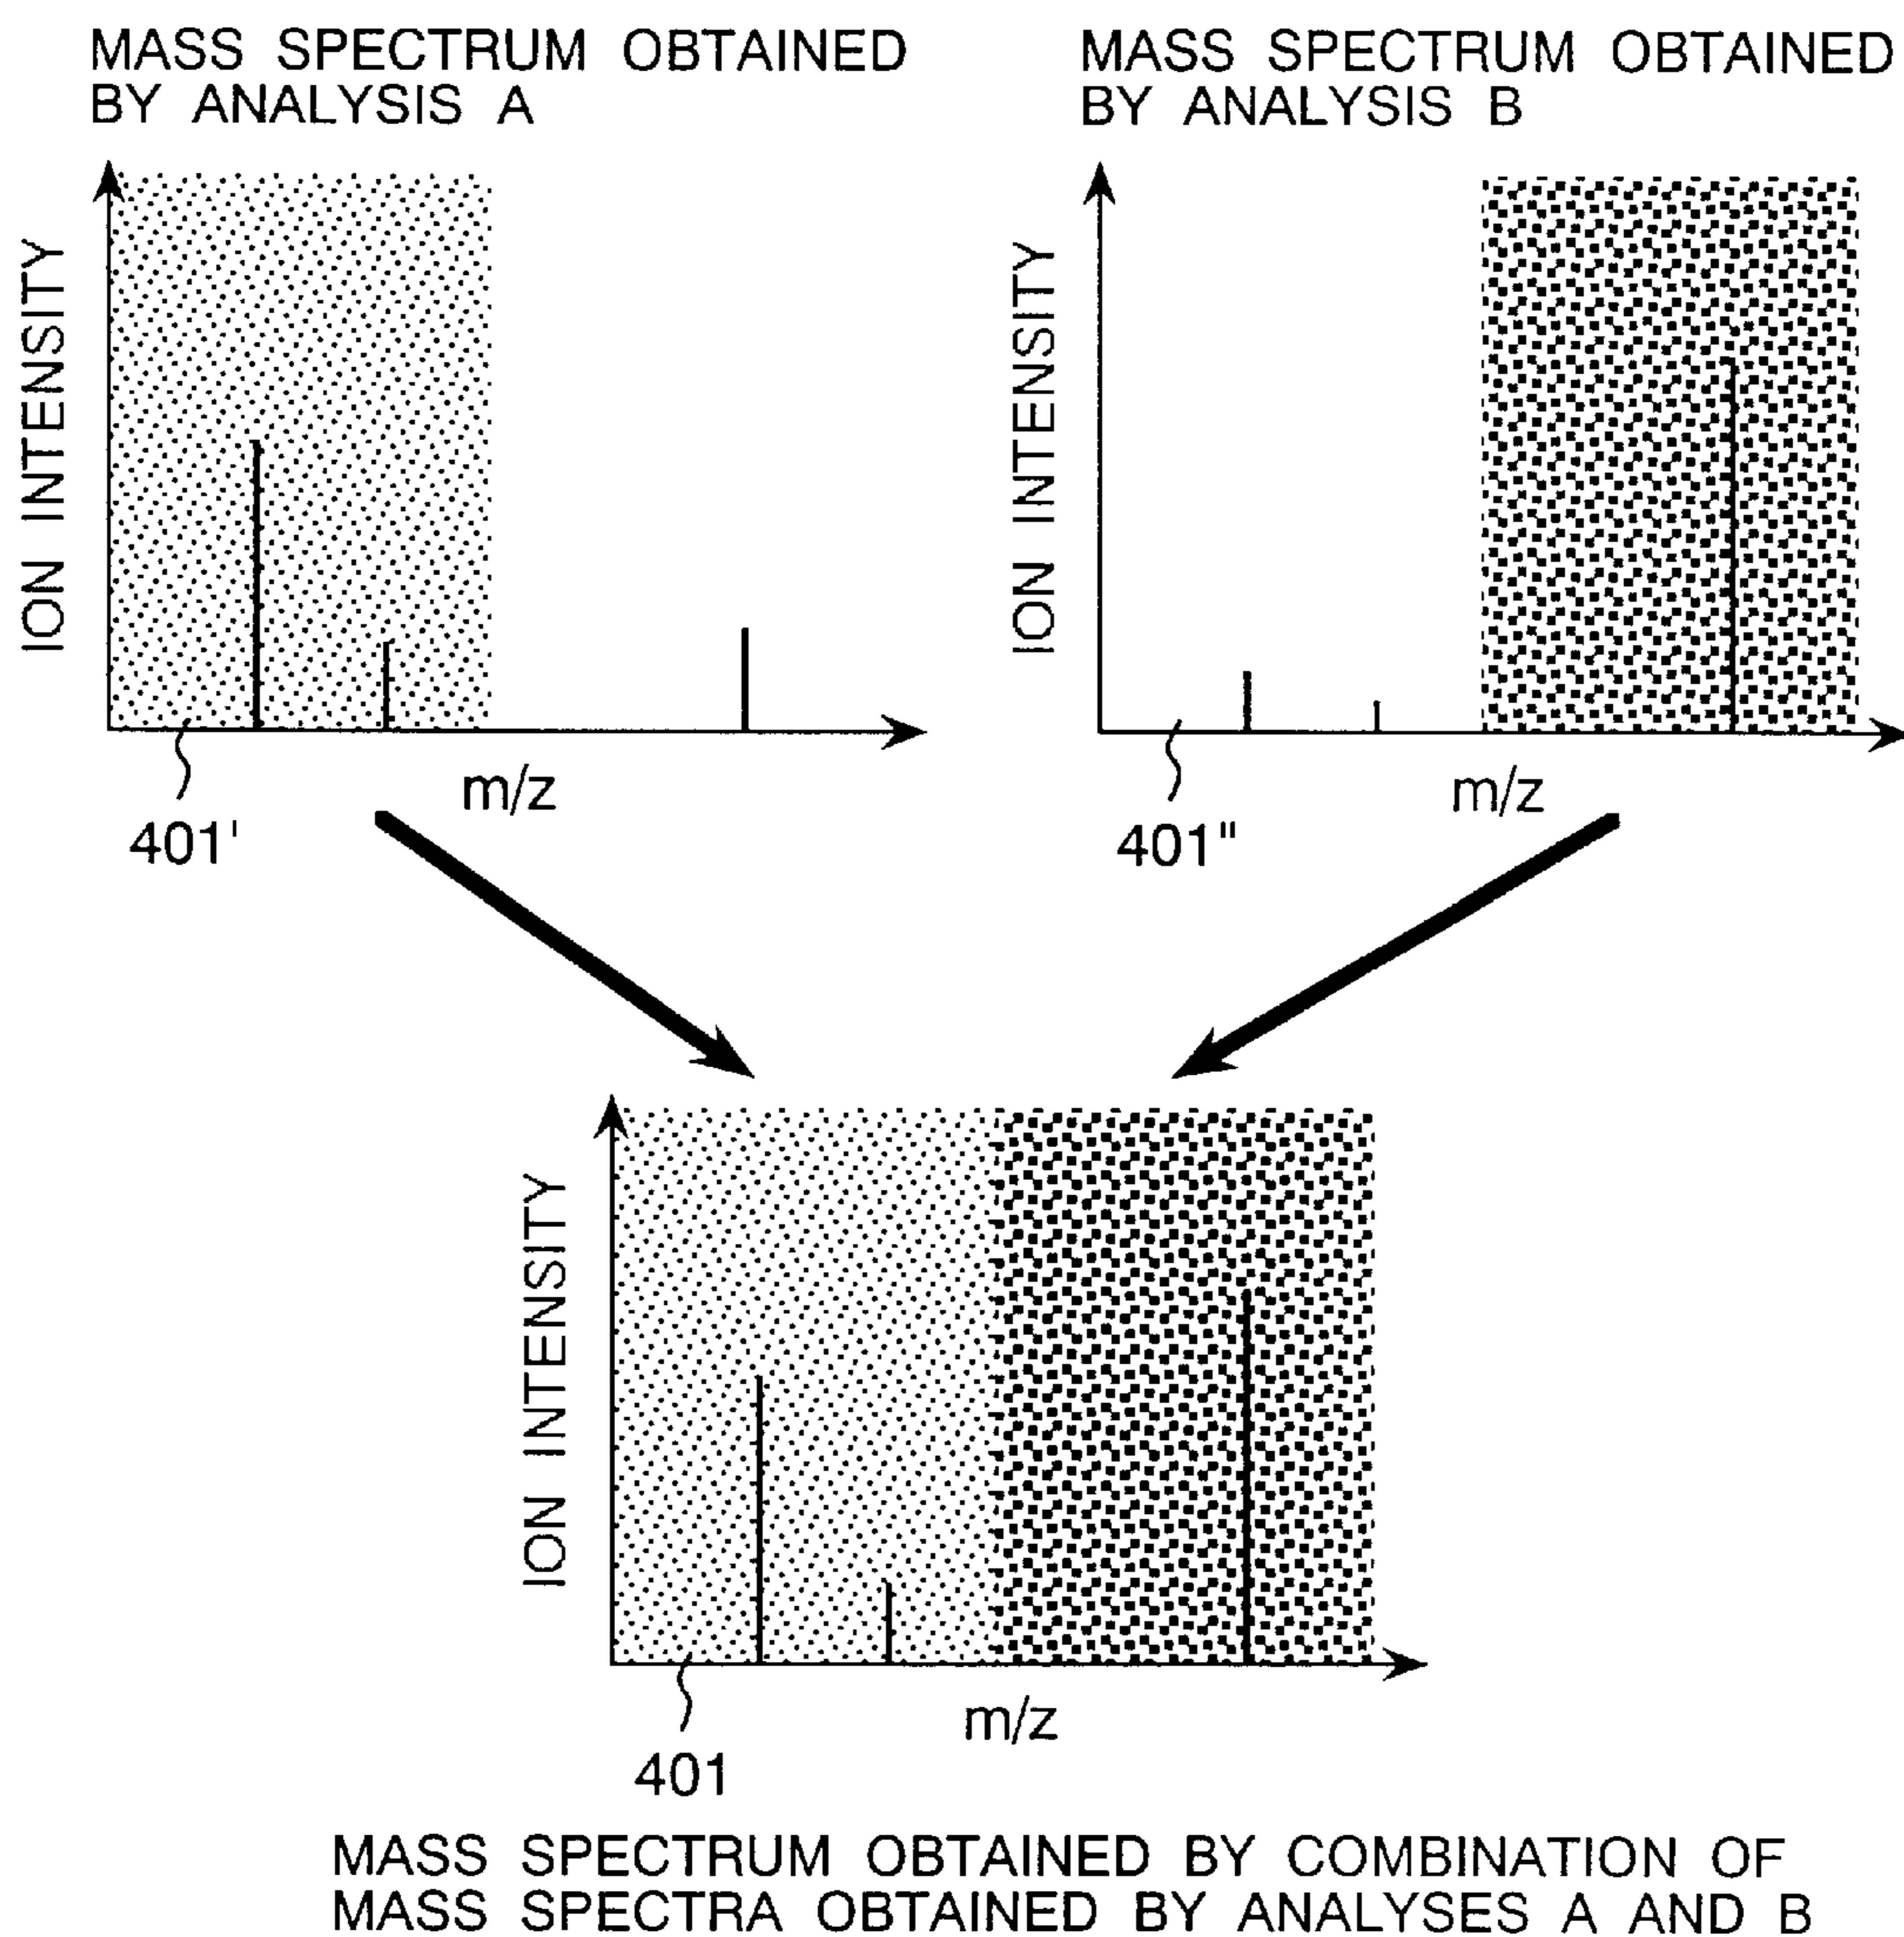 MASS SPECTRUM OBTAINED
BY ANALYSIS A
MASS SPECTRUM OBTAINED
BY ANALYSIS B
ION INTENSITY
m/z
401'
ION INTENSITY
m/z
401"
ION INTENSITY
m/z
401
MASS SPECTRUM OBTAINED BY COMBINATION OF
MASS SPECTRA OBTAINED BY ANALYSES A AND B